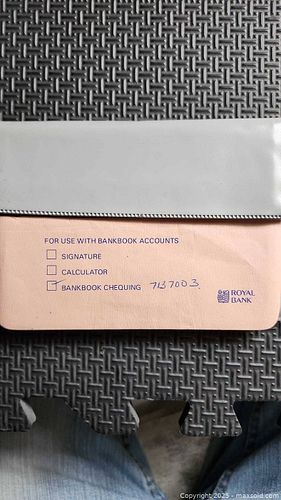 FOR USE WITH BANKBOOK ACCOUNTS
SIGNATURE
CALCULATOR
BANKBOOK CHEQUING 7137003
ROYAL
BANK
Copyright 2025 - maxsold.com